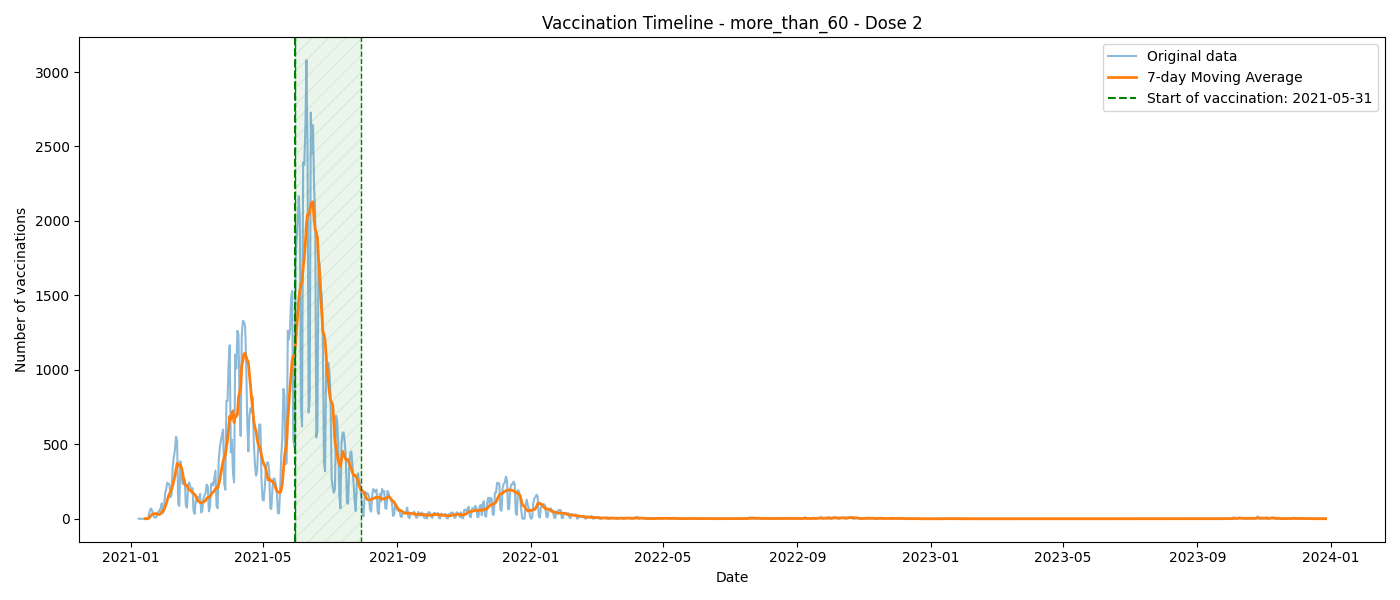 Vaccination Timeline - more_than_60 - Dose 2
Original data
7-day Moving Average
Start of vaccination: 2021-05-31
Number of vaccinations
3000
2500
2000
1500
1000
500
0
2021-01 2021-05 2021-09 2022-01 2022-05 2022-09 2023-01 2023-05 2023-09 2024-01
Date